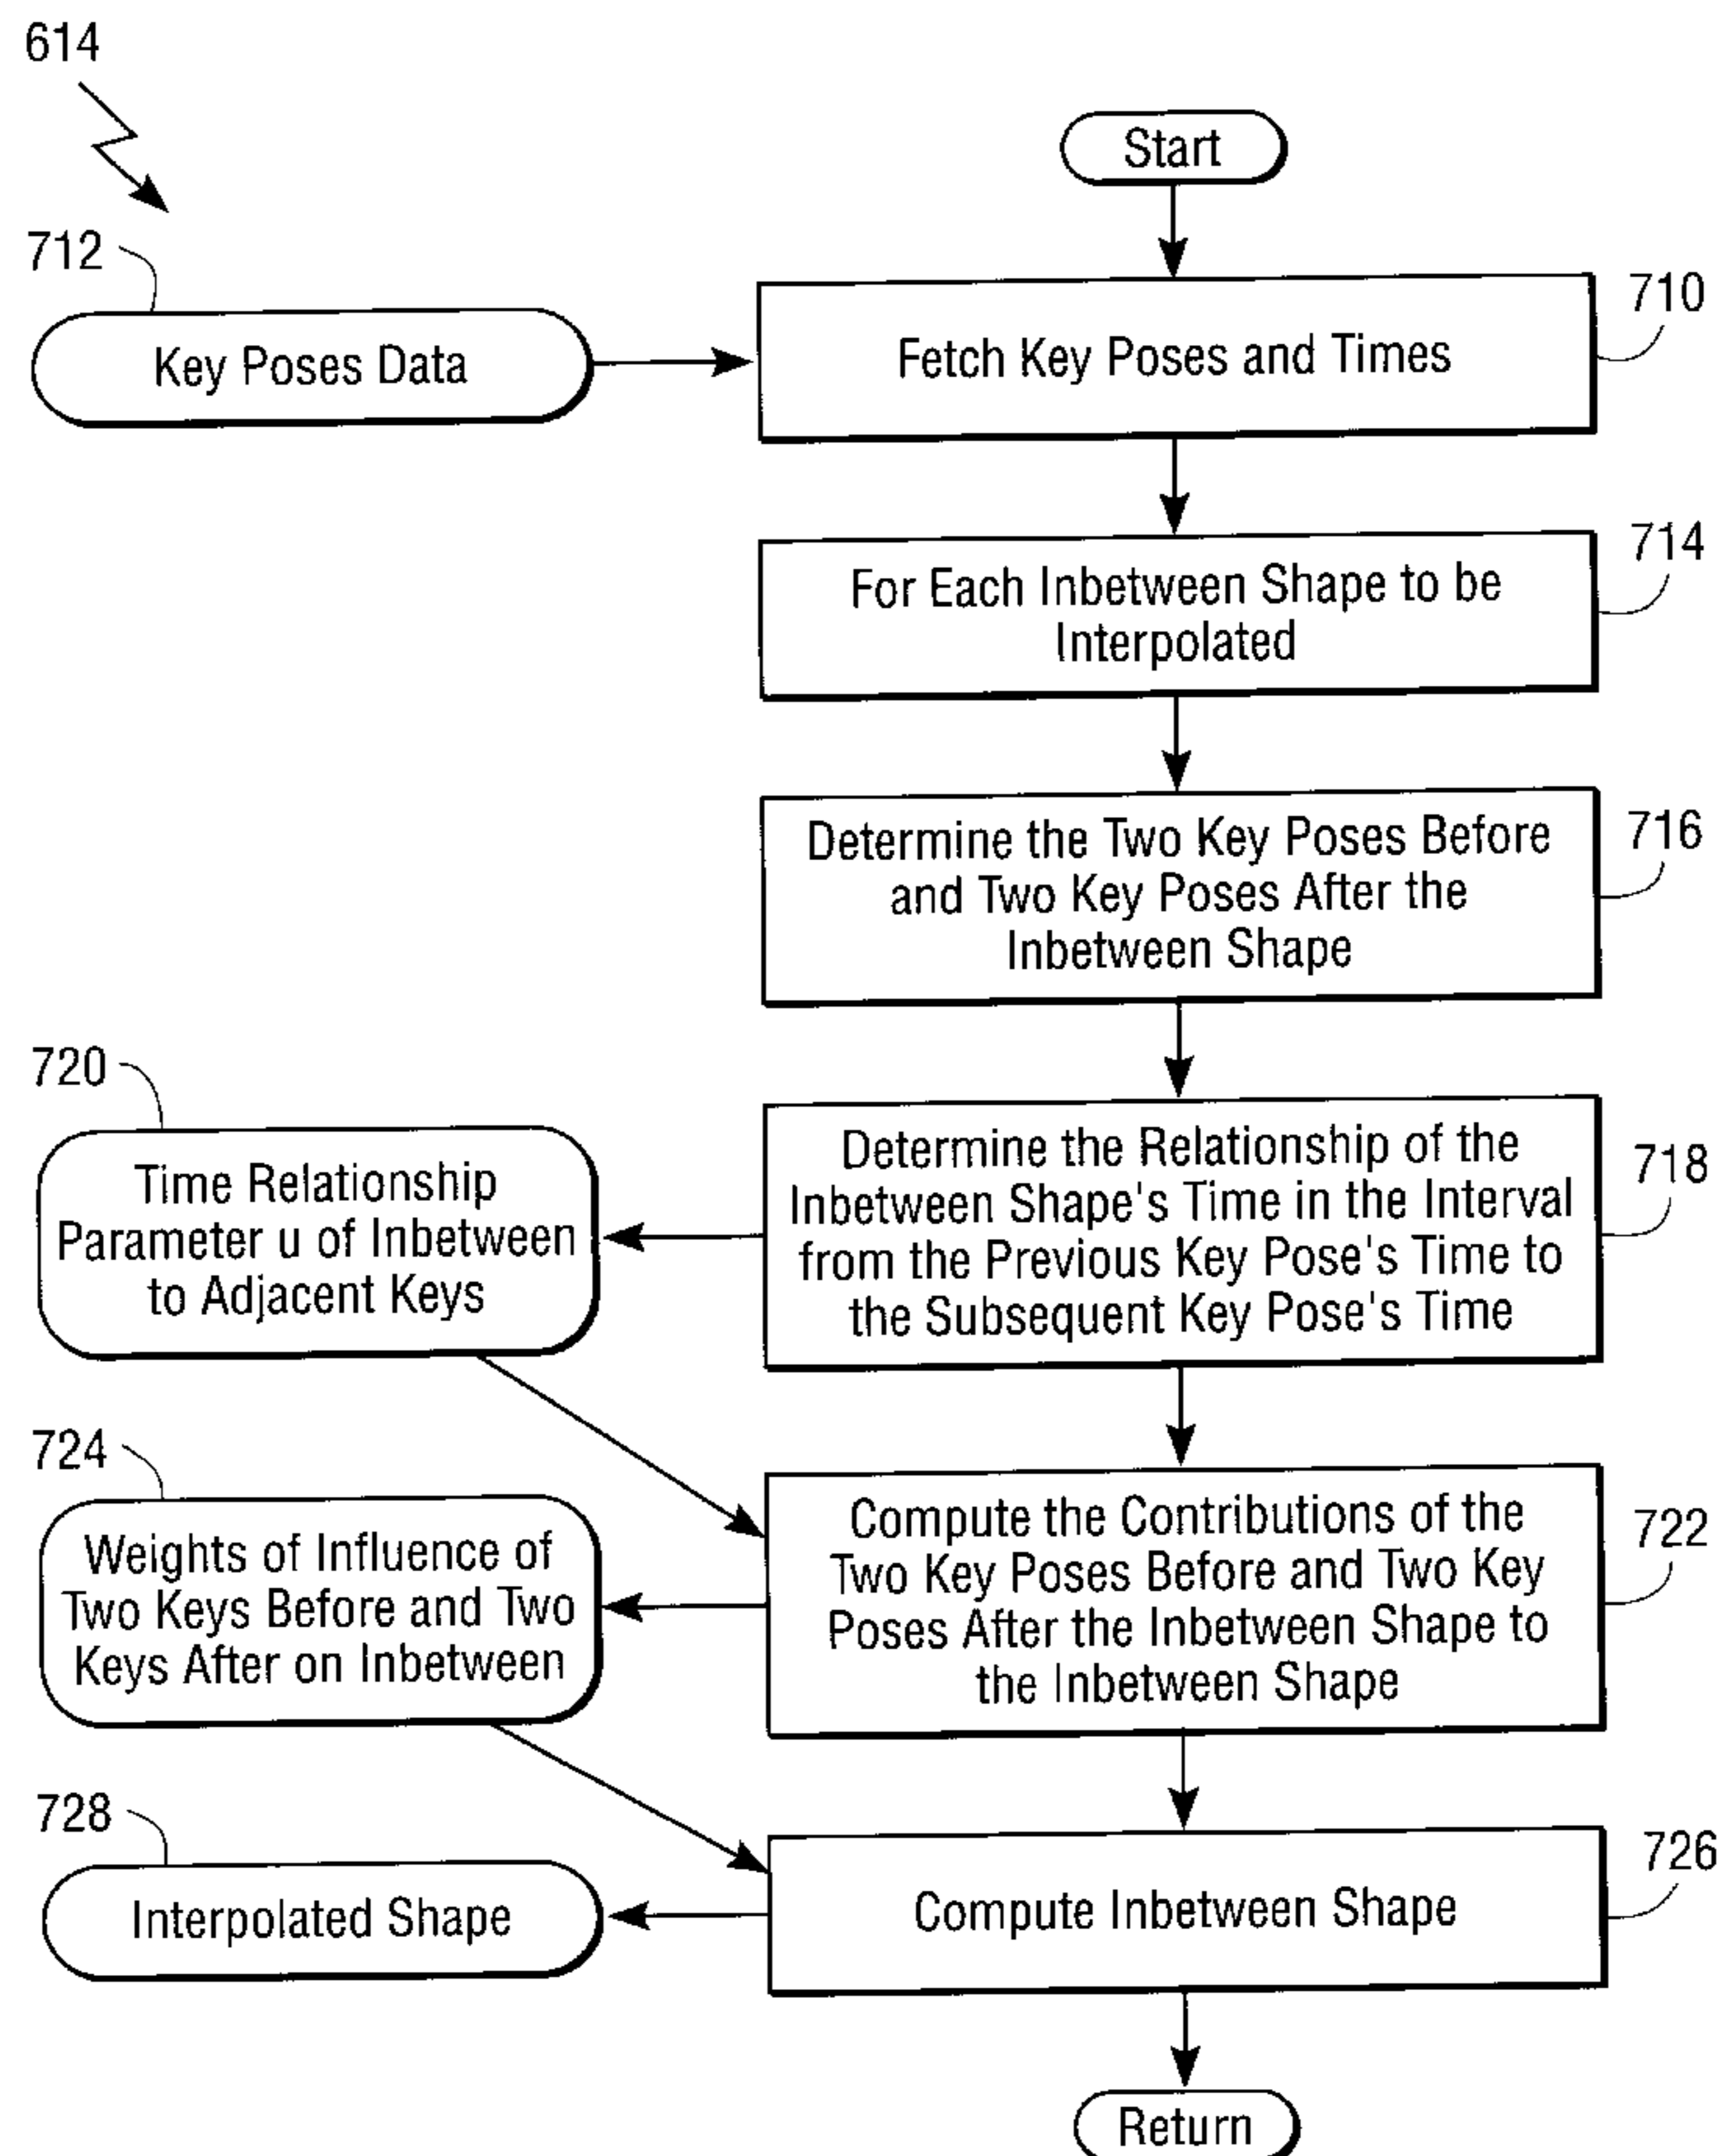 614
Start
712
710
Key Poses Data
Fetch Key Poses and Times
714
For Each Inbetween Shape to be
Interpolated
716
Determine the Two Key Poses Before
and Two Key Poses After the
Inbetween Shape
720
718
Time Relationship
Parameter u of Inbetween
to Adjacent Keys
Determine the Relationship of the
Inbetween Shape's Time in the Interval
from the Previous Key Pose's Time to
the Subsequent Key Pose's Time
724
722
Weights of Influence of
Two Keys Before and Two
Keys After on Inbetween
Compute the Contributions of the
Two Key Poses Before and Two Key
Poses After the Inbetween Shape to
the Inbetween Shape
728
726
Interpolated Shape
Compute Inbetween Shape
Return